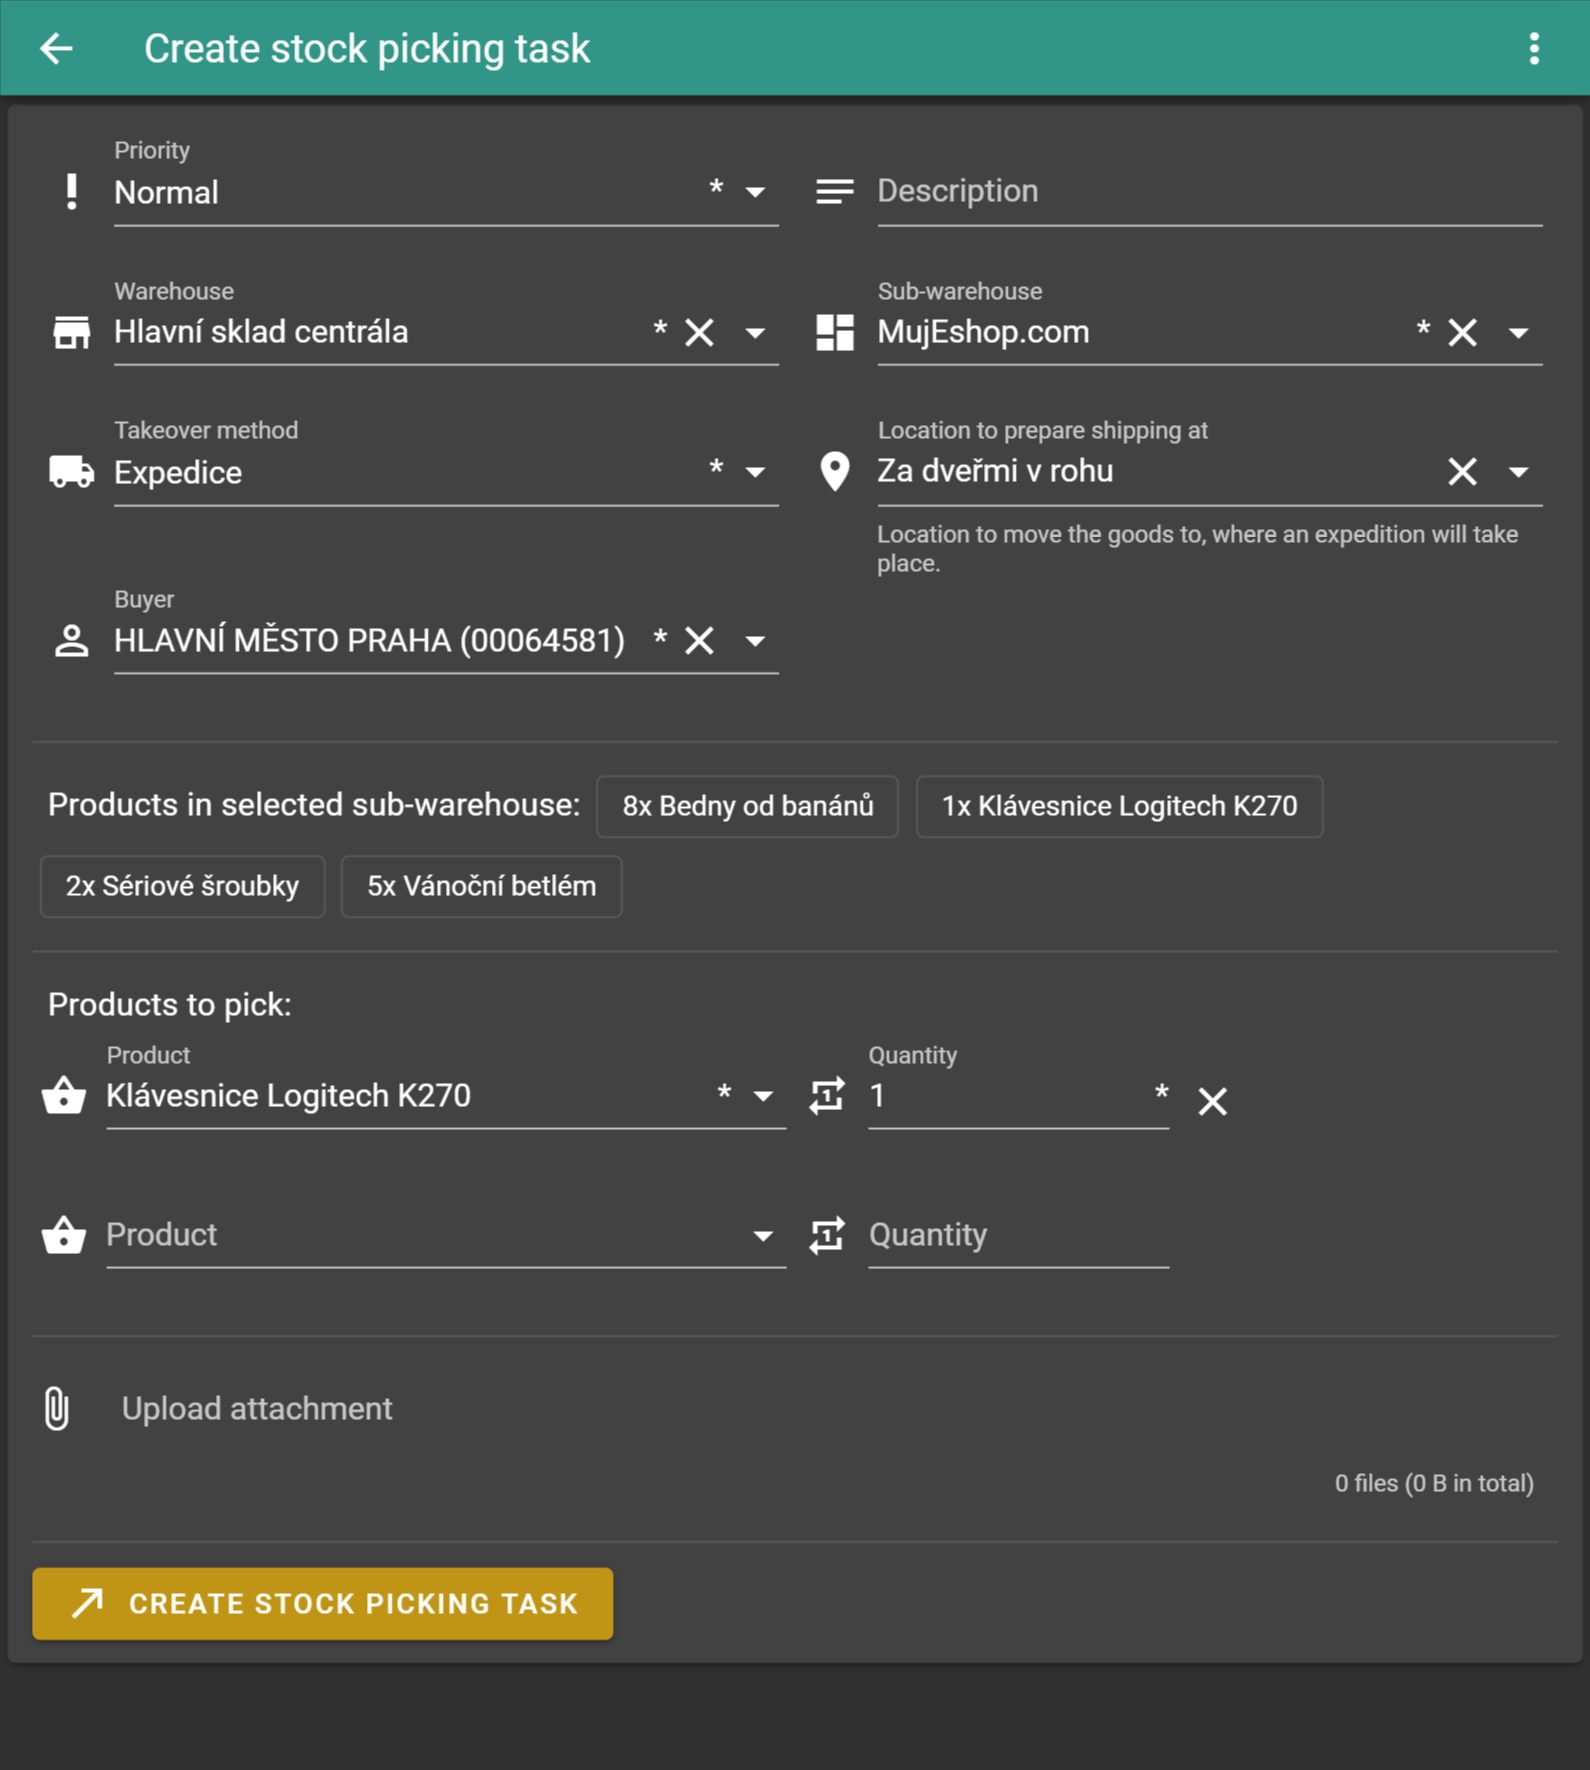 Create stock picking task
Priority
Normal *
Description
Warehouse
Hlavní sklad centrála *
Sub-warehouse
MujEshop.com *
Takeover method
Expedice *
Location to prepare shipping at
Za dveřmi v rohu
Location to move the goods to, where an expedition will take
place.
Buyer
HLAVNÍ MĚSTO PRAHA (00064581) *
Products in selected sub-warehouse: 8x Bedny od banánů 1x Klávesnice Logitech K270
2x Sériové šroubky 5x Vánoční betlém
Products to pick:
Product
Klávesnice Logitech K270 *
Quantity
1 *
Product
Quantity
Upload attachment
0 files (0 B in total)
CREATE STOCK PICKING TASK